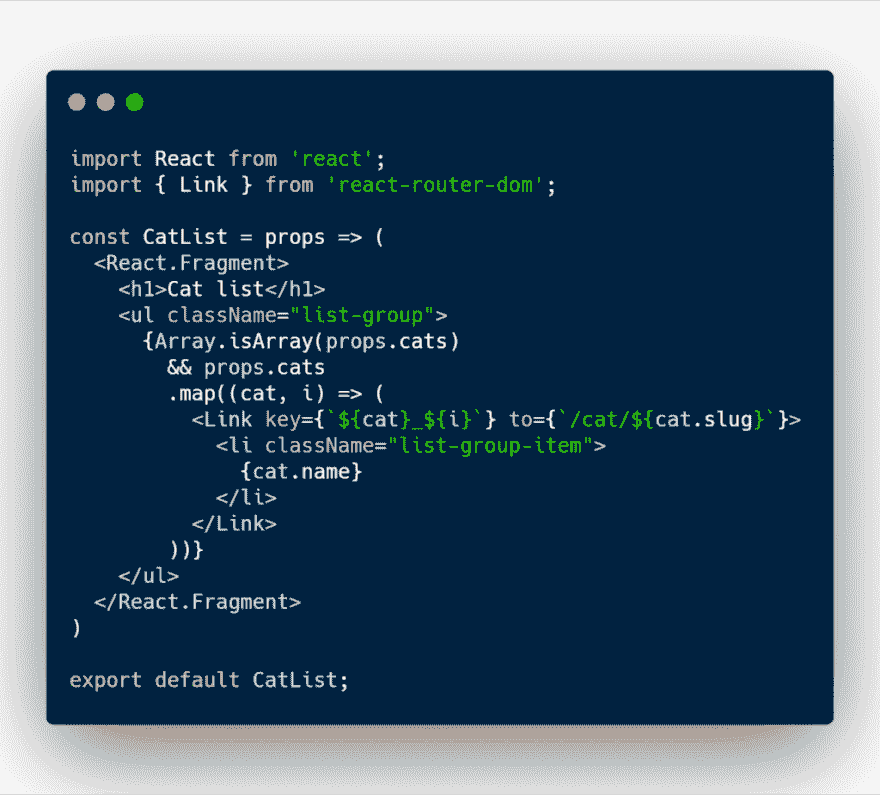 import React from 'react';
import { Link } from 'react-router-dom';

const CatList = props => (
  <React.Fragment>
    <h1>Cat list</h1>
    <ul className="list-group">
      {Array.isArray(props.cats)
        && props.cats
        .map((cat, i) => (
          <Link key={`${cat}_${i}`} to={`/cat/${cat.slug}`}>
            <li className="list-group-item">
              {cat.name}
            </li>
          </Link>
        ))}
    </ul>
  </React.Fragment>
)

export default CatList;